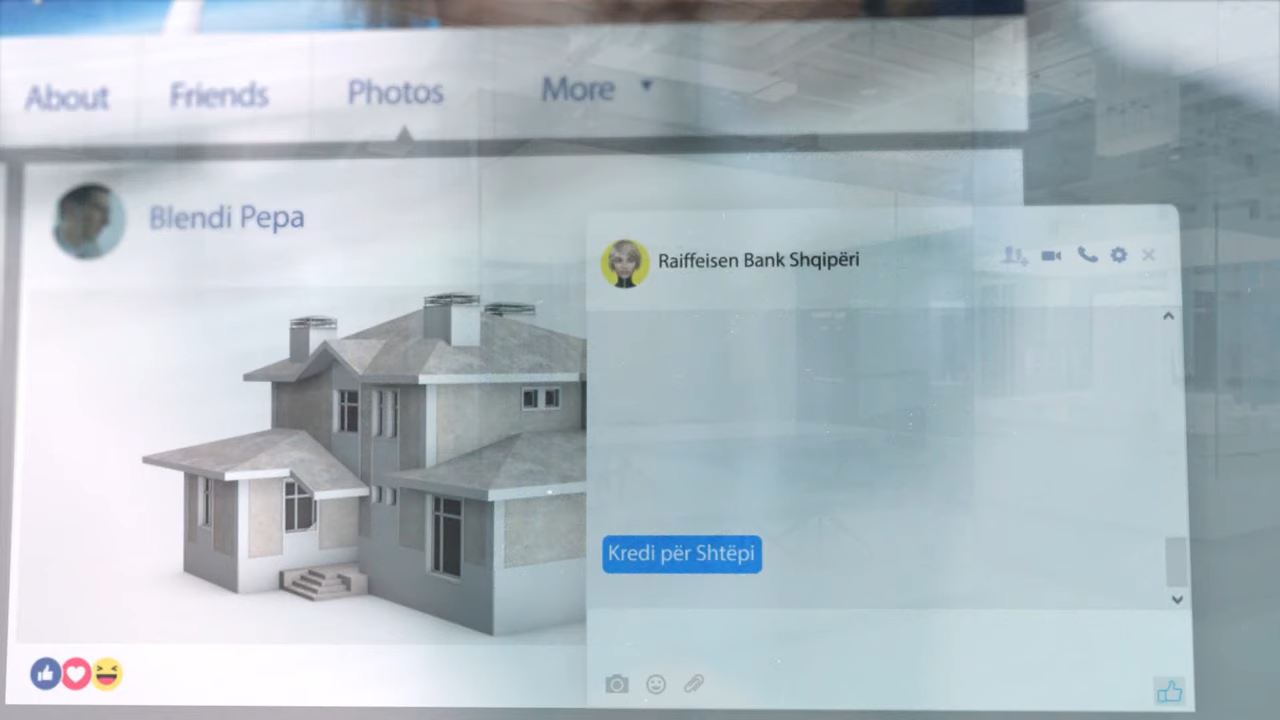 About Friends Photos More
Blendi Pepa
Raiffeisen Bank Shqipëri
Kredi për Shtëpi